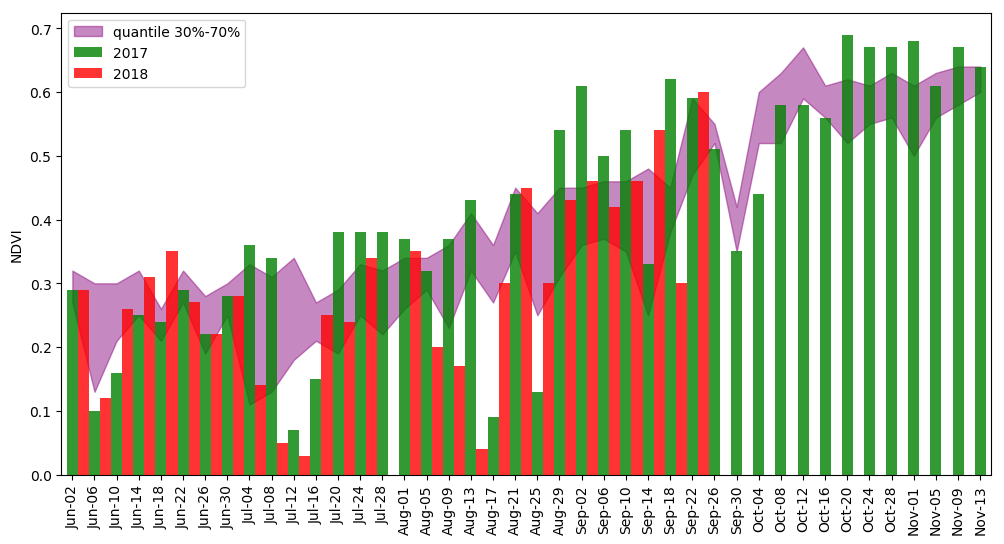 quantile 30%-70%
2017
2018
NDVI
0.7
0.6
0.5
0.4
0.3
0.2
0.1
0.0
Jun-02
Jun-06
Jun-10
Jun-14
Jun-18
Jun-22
Jun-26
Jun-30
Jul-04
Jul-08
Jul-12
Jul-16
Jul-20
Jul-24
Jul-28
Aug-01
Aug-05
Aug-09
Aug-13
Aug-17
Aug-21
Aug-25
Aug-29
Sep-02
Sep-06
Sep-10
Sep-14
Sep-18
Sep-22
Sep-26
Sep-30
Oct-04
Oct-08
Oct-12
Oct-16
Oct-20
Oct-24
Oct-28
Nov-01
Nov-05
Nov-09
Nov-13